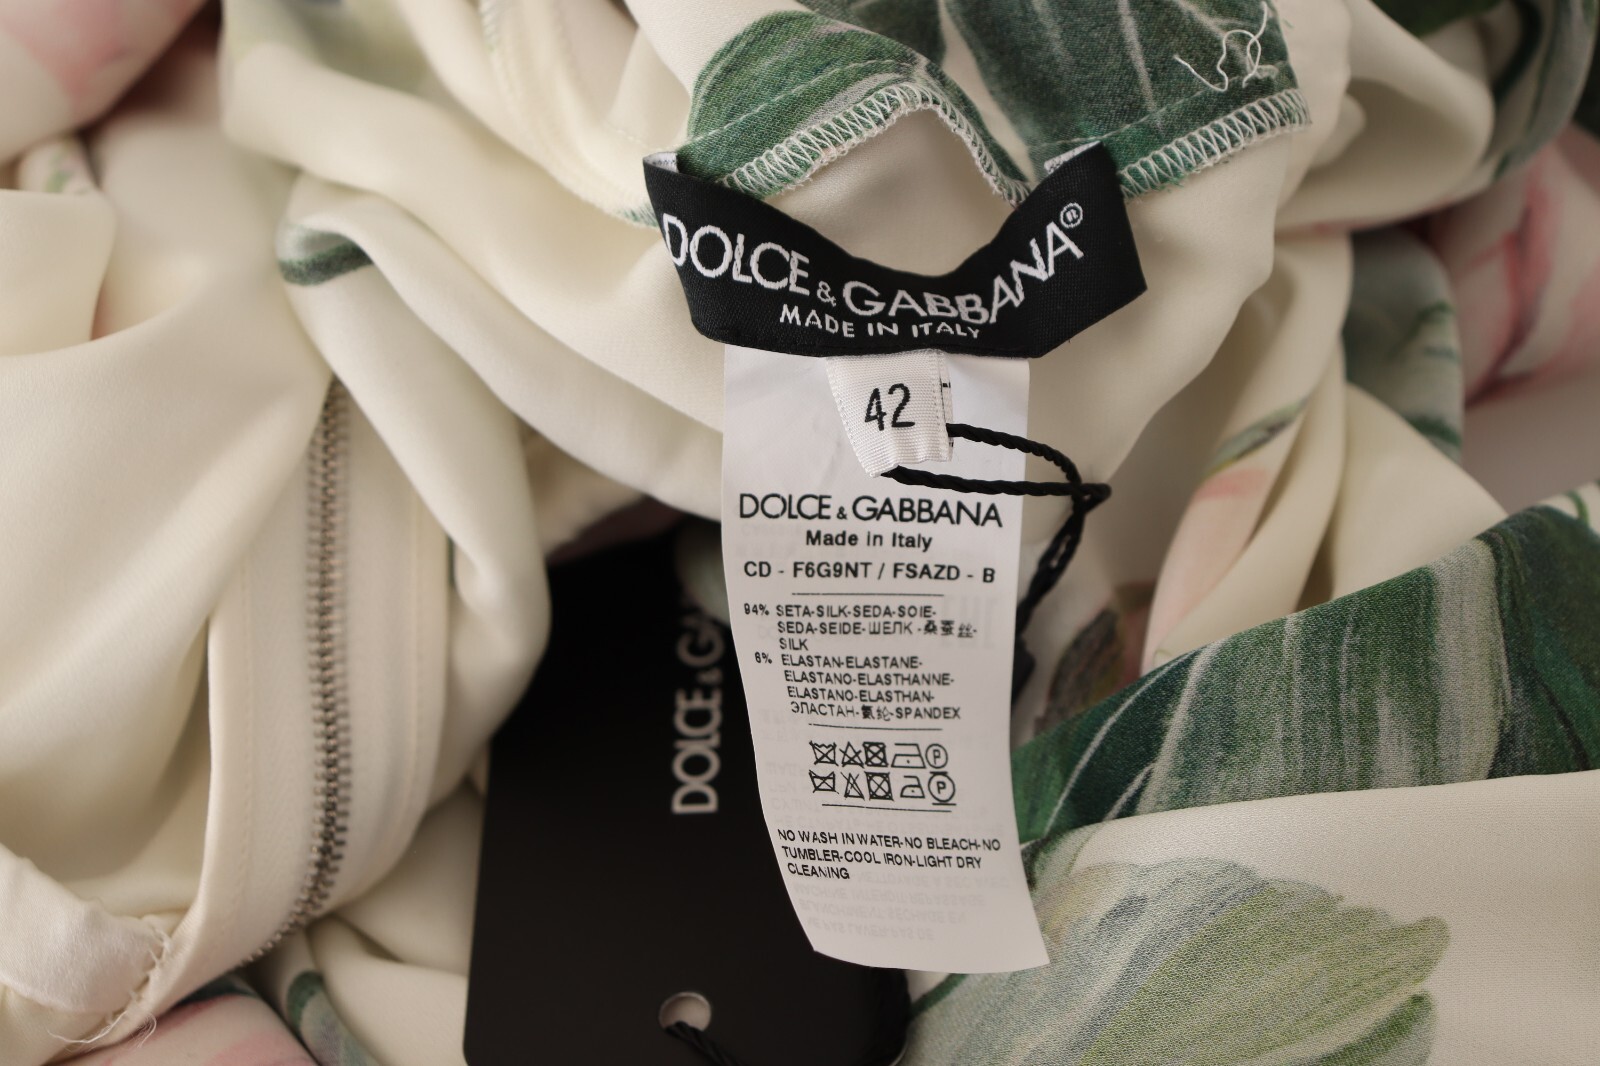 DOLCE & GABBANA®
MADE IN ITALY
42
DOLCE & GABBANA
Made in Italy
CD - F6G9NT / FSAZD - B
94% SETA-SILK-SEDA-SOIE-
SEDA-SEIDE-ШЕЛК -桑蚕丝-
SILK
6% ELASTAN-ELASTANE-
ELASTANO-ELASTHANNE-
ELASTANO-ELASTHAN-
ЭЛАСТАН-氨纶-SPANDEX
P
P
NO WASH IN WATER-NO BLEACH-NO
TUMBLER-COOL IRON-LIGHT DRY
CLEANING
DOLCE & GA